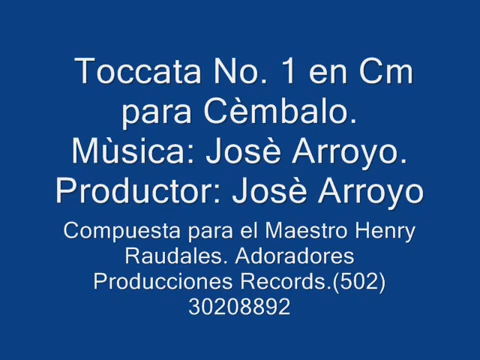 Toccata No. 1 en Cm
para Cèmbalo.
Mùsica: Josè Arroyo.
Productor: Josè Arroyo
Compuesta para el Maestro Henry
Raudales. Adoradores
Producciones Records.(502)
30208892